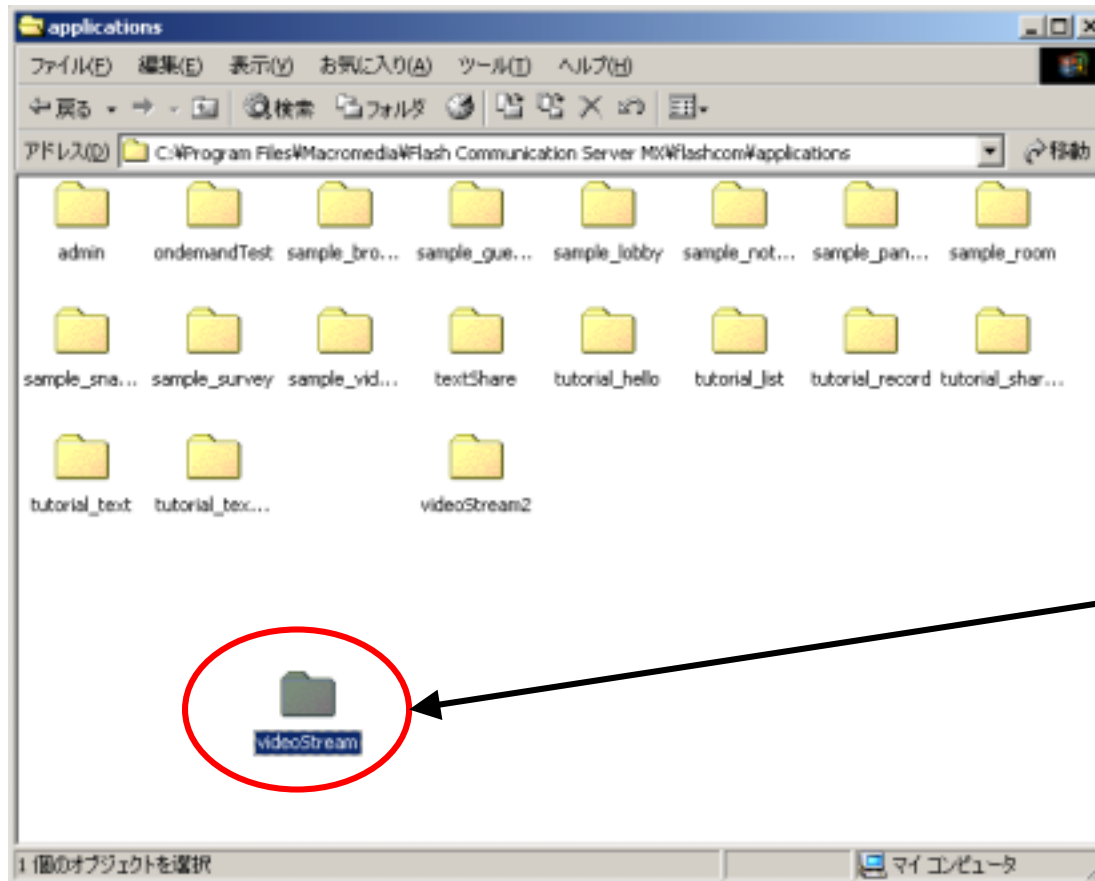 applications
ファイル(F) 編集(E) 表示(V) お気に入り(A) ツール(T) ヘルプ(H)
戻る 検索 フォルダ
アドレス(D) C:¥Program Files¥Macromedia¥Flash Communication Server MX¥flashcom¥applications 移動
admin ondemandTest sample_bro... sample_gue... sample_lobby sample_not... sample_pan... sample_room
sample_sna... sample_survey sample_vid... textShare tutorial_hello tutorial_list tutorial_record tutorial_shar...
tutorial_text tutorial_tex... videoStream2
videoStream
1 個のオブジェクトを選択 マイ コンピュータ